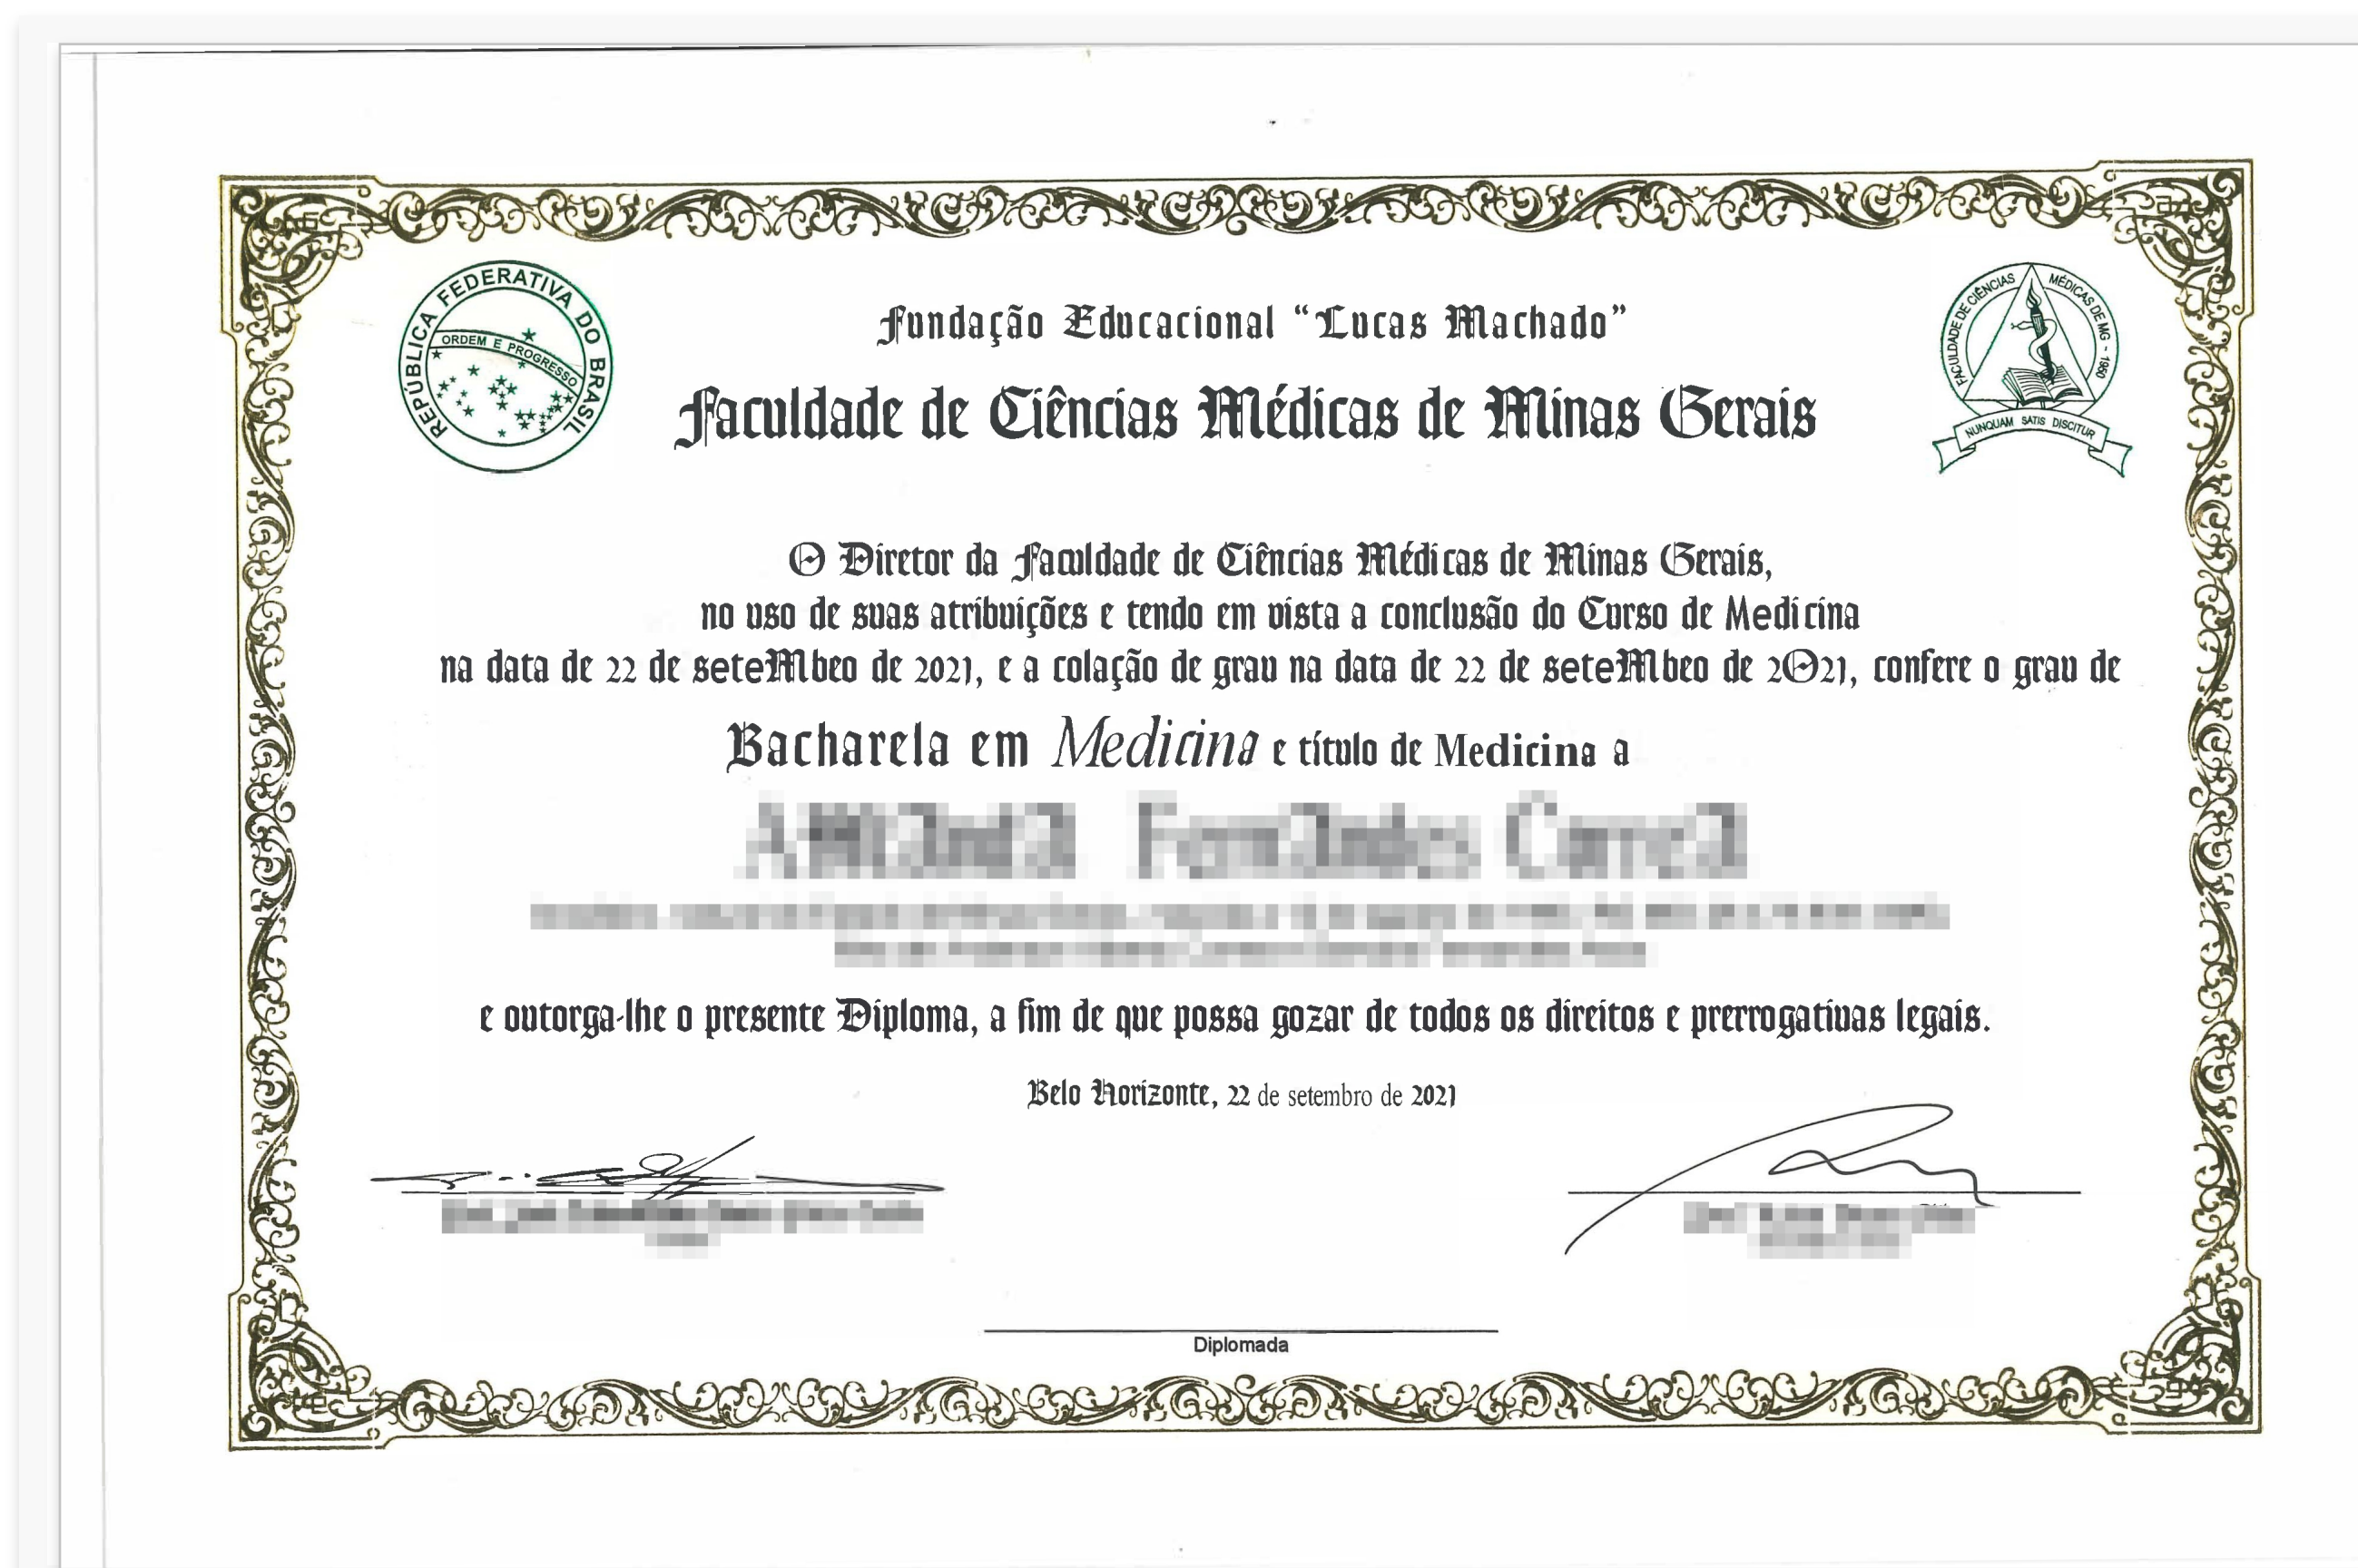 REPÚBLICA FEDERATIVA DO BRASIL
ORDEM E PROGRESSO
FACULDADE DE CIÊNCIAS MÉDICAS DE MG - 1950
NUNQUAM SATIS DISCITUR
Fundação Educacional “Lucas Machado”
Faculdade de Ciências Médicas de Minas Gerais
O Diretor da Faculdade de Ciências Médicas de Minas Gerais,
no uso de suas atribuições e tendo em vista a conclusão do Curso de Medicina
na data de 22 de seteMbeo de 2021, e a colação de grau na data de 22 de seteMbeo de 2O21, confere o grau de
Bacharela em Medicina e título de Medicina a
e outorga-lhe o presente Diploma, a fim de que possa gozar de todos os direitos e prerrogativas legais.
Belo Horizonte, 22 de setembro de 2021
Diplomada